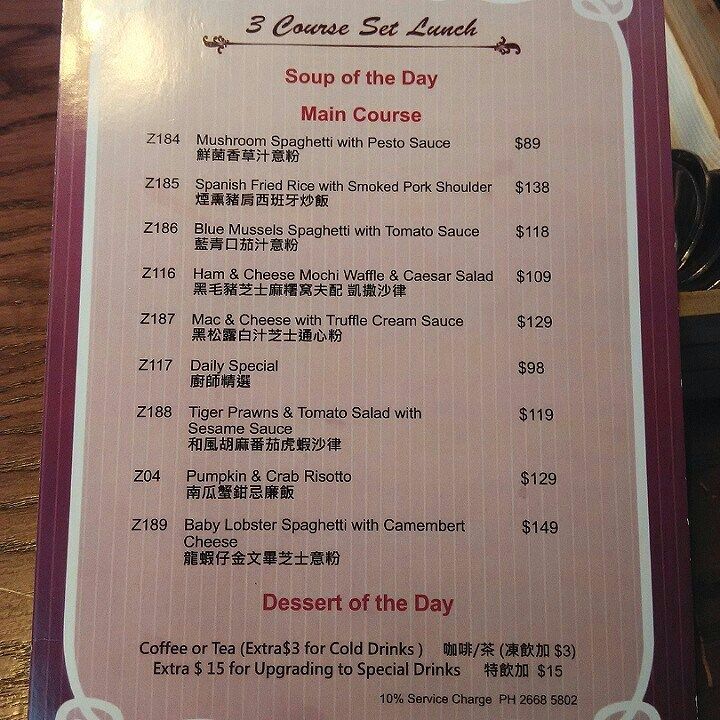 3 Course Set Lunch
Soup of the Day
Main Course
Z184 Mushroom Spaghetti with Pesto Sauce $89
鮮菌香草汁意粉
Z185 Spanish Fried Rice with Smoked Pork Shoulder $138
煙熏豬肩西班牙炒飯
Z186 Blue Mussels Spaghetti with Tomato Sauce $118
藍青口茄汁意粉
Z116 Ham & Cheese Mochi Waffle & Caesar Salad $109
黑毛豬芝士麻糬窩夫配 凱撒沙律
Z187 Mac & Cheese with Truffle Cream Sauce $129
黑松露白汁芝士通心粉
Z117 Daily Special $98
廚師精選
Z188 Tiger Prawns & Tomato Salad with $119
Sesame Sauce
和風胡麻番茄虎蝦沙律
Z04 Pumpkin & Crab Risotto $129
南瓜蟹鉗忌廉飯
Z189 Baby Lobster Spaghetti with Camembert $149
Cheese
龍蝦仔金文畢芝士意粉
Dessert of the Day
Coffee or Tea (Extra$3 for Cold Drinks ) 咖啡/茶 (凍飲加 $3)
Extra $ 15 for Upgrading to Special Drinks 特飲加 $15
10% Service Charge PH 2668 5802